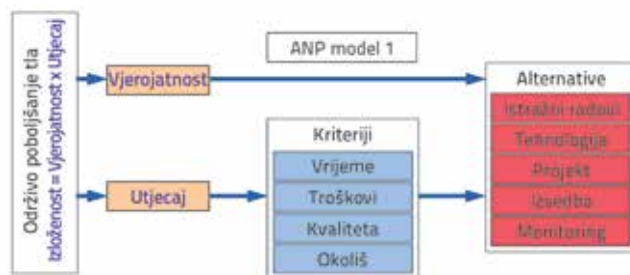 Održivo poboljšanje tla
Izloženost = Vjerojatnost x Utjecaj
ANP model 1
Vjerojatnost
Utjecaj
Kriteriji
Vrijeme
Troškovi
Kvaliteta
Okoliš
Alternative
Istražni radovi
Tehnologija
Projekt
Izvedba
Monitoring